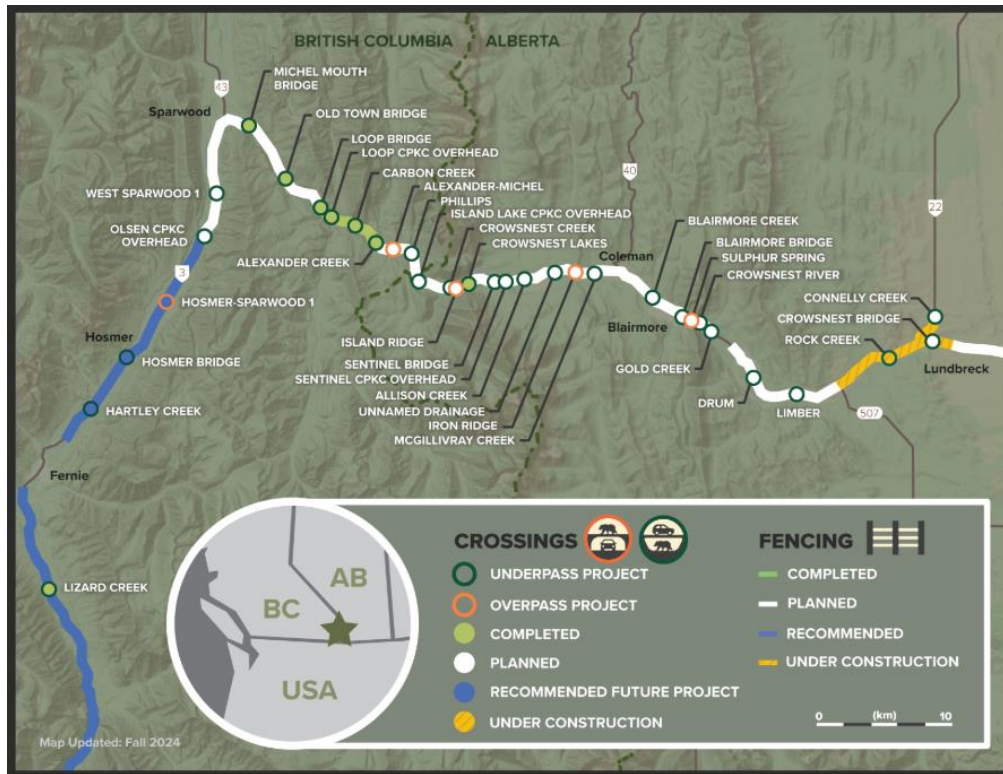 BRITISH COLUMBIA ALBERTA
MICHEL MOUTH
BRIDGE
43
Sparwood
OLD TOWN BRIDGE
LOOP BRIDGE
LOOP CPKC OVERHEAD
CARBON CREEK
ALEXANDER-MICHEL
PHILLIPS
ISLAND LAKE CPKC OVERHEAD
CROWSNEST CREEK
CROWSNEST LAKES
WEST SPARWOOD 1
OLSEN CPKC
OVERHEAD
ALEXANDER CREEK
3
HOSMER-SPARWOOD 1
Hosmer
HOSMER BRIDGE
HARTLEY CREEK
Fernie
LIZARD CREEK
40
22
Coleman
BLAIRMORE CREEK
BLAIRMORE BRIDGE
SULPHUR SPRING
CROWSNEST RIVER
CONNELLY CREEK
CROWSNEST BRIDGE
ROCK CREEK
Blairmore
ISLAND RIDGE
SENTINEL BRIDGE
SENTINEL CPKC OVERHEAD
ALLISON CREEK
UNNAMED DRAINAGE
IRON RIDGE
MCGILLIVRAY CREEK
GOLD CREEK
DRUM
LIMBER
507
Lundbreck
AB
BC
USA
CROSSINGS
UNDERPASS PROJECT
OVERPASS PROJECT
COMPLETED
PLANNED
RECOMMENDED FUTURE PROJECT
UNDER CONSTRUCTION
FENCING
COMPLETED
PLANNED
RECOMMENDED
UNDER CONSTRUCTION
0 (km) 10
Map Updated: Fall 2024